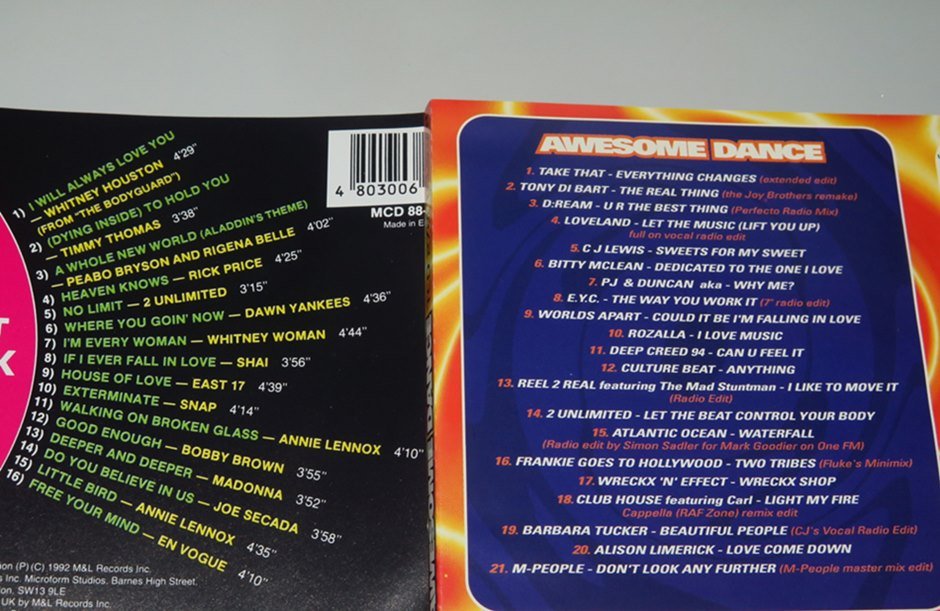 1) I WILL ALWAYS LOVE YOU
— WHITNEY HOUSTON 4'29"
(FROM "THE BODYGUARD")
2) (DYING INSIDE) TO HOLD YOU
— TIMMY THOMAS 3'38"
3) A WHOLE NEW WORLD (ALADDIN'S THEME)
— PEABO BRYSON AND RIGENA BELLE 4'02"
4) HEAVEN KNOWS — RICK PRICE 4'25"
5) NO LIMIT — 2 UNLIMITED 3'15"
6) WHERE YOU GOIN' NOW — DAWN YANKEES 4'36"
7) I'M EVERY WOMAN — WHITNEY WOMAN 4'44"
8) IF I EVER FALL IN LOVE — SHAI 3'56"
9) HOUSE OF LOVE — EAST 17 4'39"
10) EXTERMINATE — SNAP 4'14"
11) WALKING ON BROKEN GLASS — ANNIE LENNOX 4'10"
12) GOOD ENOUGH — BOBBY BROWN 3'55"
13) DEEPER AND DEEPER — MADONNA 3'52"
14) DO YOU BELIEVE IN US — JOE SECADA 3'58"
15) LITTLE BIRD — ANNIE LENNOX 4'35"
16) FREE YOUR MIND — EN VOGUE 4'10"
4 803006
MCD 88-
Made in E
(P) (C) 1992 M&L Records Inc.
Inc. Microform Studios, Barnes High Street.
SW13 9LE
UK by M&L Records Inc.
AWESOME DANCE
1. TAKE THAT - EVERYTHING CHANGES (extended edit)
2. TONY DI BART - THE REAL THING (the Joy Brothers remake)
3. D:REAM - U R THE BEST THING (Perfecto Radio Mix)
4. LOVELAND - LET THE MUSIC (LIFT YOU UP)
full on vocal radio edit
5. C J LEWIS - SWEETS FOR MY SWEET
6. BITTY MCLEAN - DEDICATED TO THE ONE I LOVE
7. PJ & DUNCAN aka - WHY ME?
8. E.Y.C. - THE WAY YOU WORK IT (7" radio edit)
9. WORLDS APART - COULD IT BE I'M FALLING IN LOVE
10. ROZALLA - I LOVE MUSIC
11. DEEP CREED 94 - CAN U FEEL IT
12. CULTURE BEAT - ANYTHING
13. REEL 2 REAL featuring The Mad Stuntman - I LIKE TO MOVE IT
(Radio Edit)
14. 2 UNLIMITED - LET THE BEAT CONTROL YOUR BODY
15. ATLANTIC OCEAN - WATERFALL
(Radio edit by Simon Sadler for Mark Goodier on One FM)
16. FRANKIE GOES TO HOLLYWOOD - TWO TRIBES (Fluke's Minimix)
17. WRECKX 'N' EFFECT - WRECKX SHOP
18. CLUB HOUSE featuring Carl - LIGHT MY FIRE
Cappella (RAF Zone) remix edit
19. BARBARA TUCKER - BEAUTIFUL PEOPLE (CJ's Vocal Radio Edit)
20. ALISON LIMERICK - LOVE COME DOWN
21. M-PEOPLE - DON'T LOOK ANY FURTHER (M-People master mix edit)